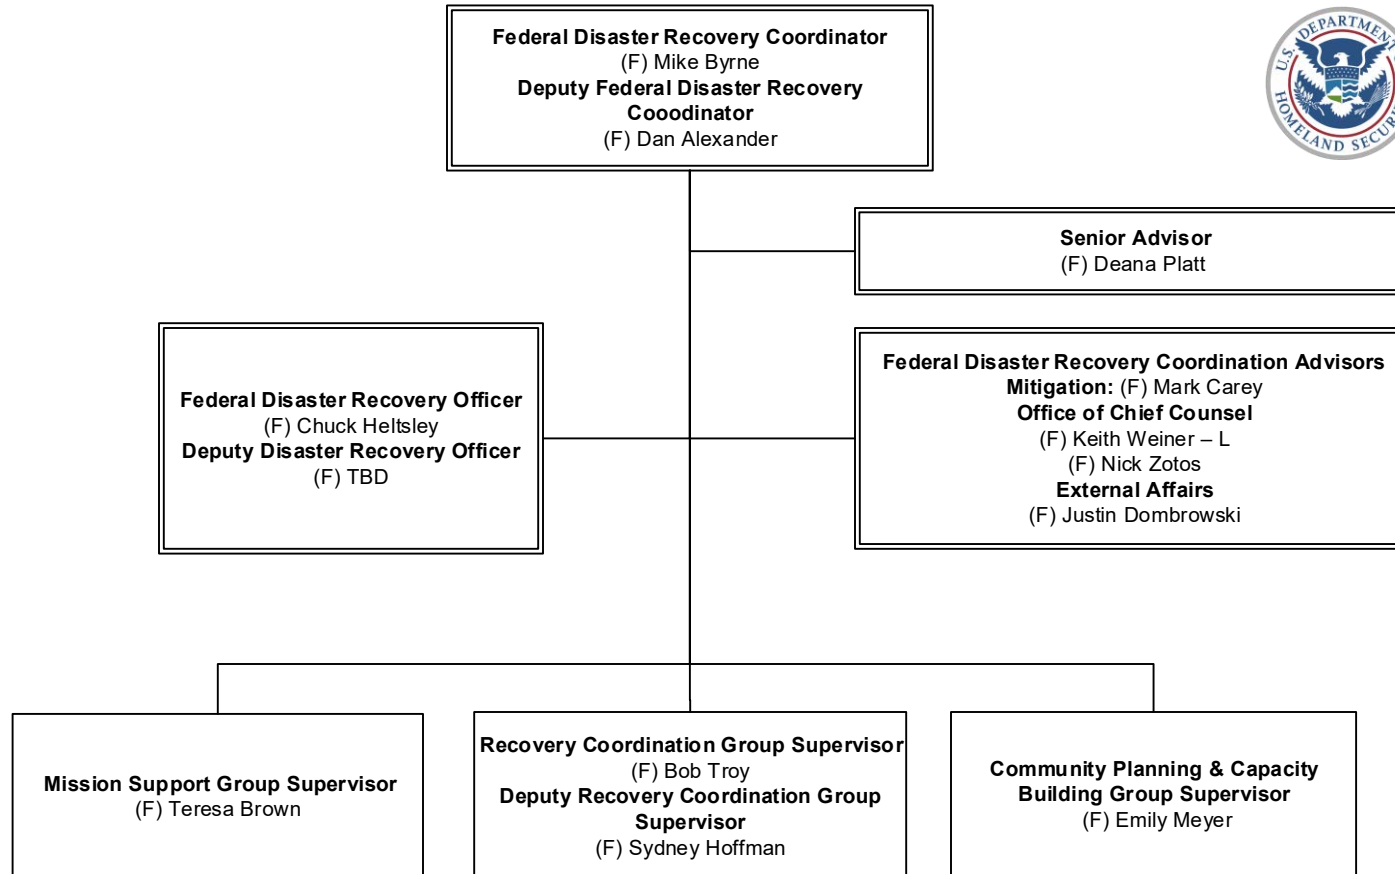 Federal Disaster Recovery Coordinator
(F) Mike Byrne
Deputy Federal Disaster Recovery
Cooodinator
(F) Dan Alexander
U.S. DEPARTMENT
HOMELAND SECUR
Senior Advisor
(F) Deana Platt
Federal Disaster Recovery Officer
(F) Chuck Heltsley
Deputy Disaster Recovery Officer
(F) TBD
Federal Disaster Recovery Coordination Advisors
Mitigation: (F) Mark Carey
Office of Chief Counsel
(F) Keith Weiner – L
(F) Nick Zotos
External Affairs
(F) Justin Dombrowski
Mission Support Group Supervisor
(F) Teresa Brown
Recovery Coordination Group Supervisor
(F) Bob Troy
Deputy Recovery Coordination Group
Supervisor
(F) Sydney Hoffman
Community Planning & Capacity
Building Group Supervisor
(F) Emily Meyer